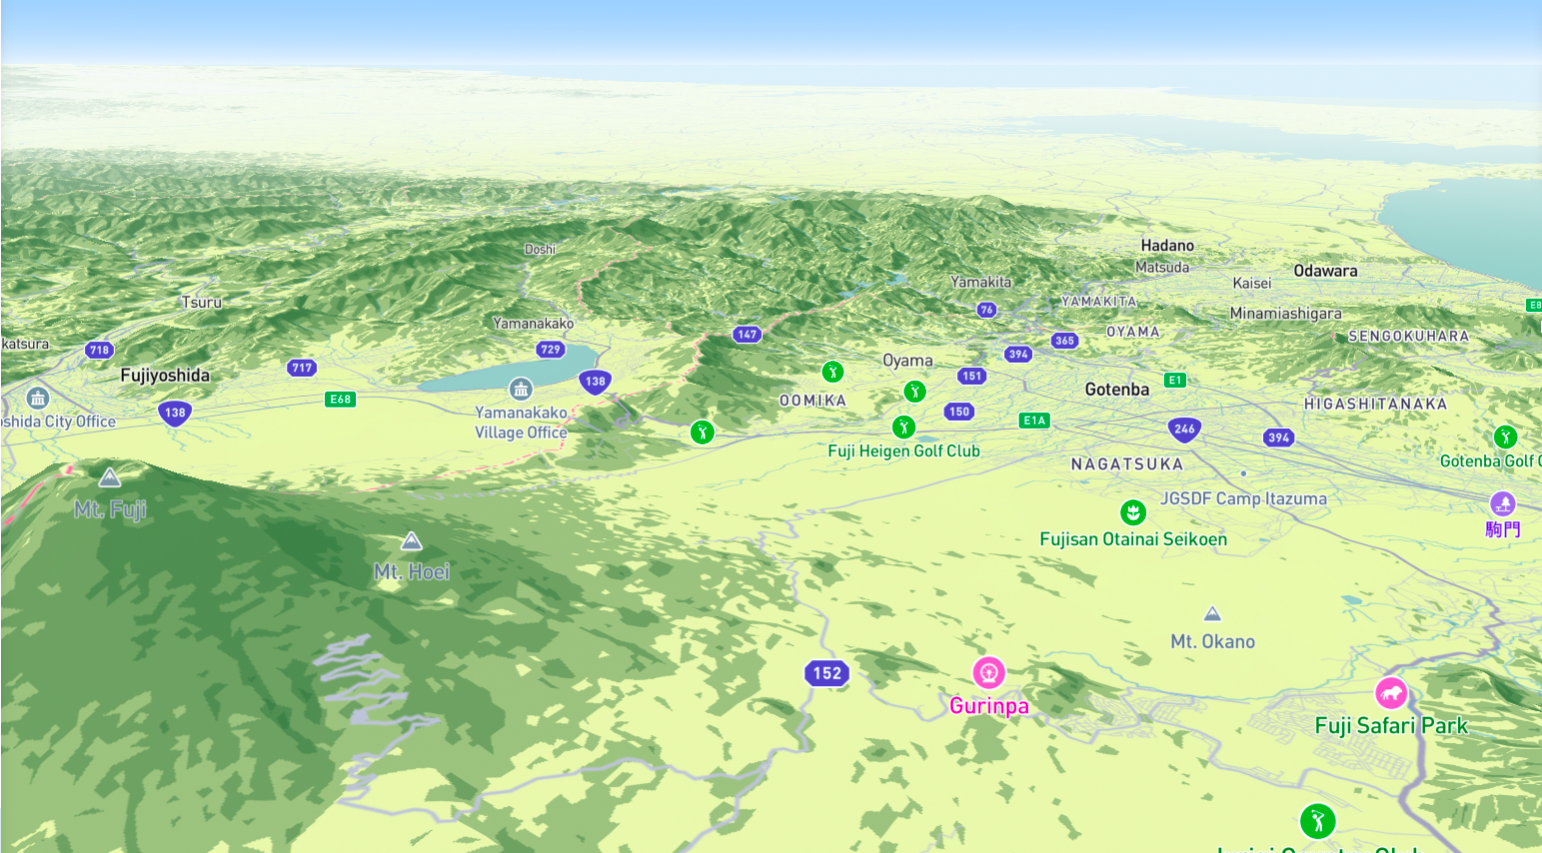 Hadano
Doshi
Matsuda
Odawara
Yamakita
Kaisei
Tsuru
YAMAKITA
E8
76
Minamiashigara
Yamanakako
OYAMA
147
SENGOKUHARA
katsura
718
729
365
394
717
Oyama
Fujiyoshida
138
151
E1
Gotenba
E68
OOMIKA
HIGASHITANAKA
138
Yamanakako
Village Office
150
oshida City Office
E1A
246
394
Fuji Heigen Golf Club
NAGATSUKA
Gotenba Golf C
Mt. Fuji
JGSDF Camp Itazuma
駒門
Fujisan Otainai Seikoen
Mt. Hoei
Mt. Okano
152
Gurinpa
Fuji Safari Park